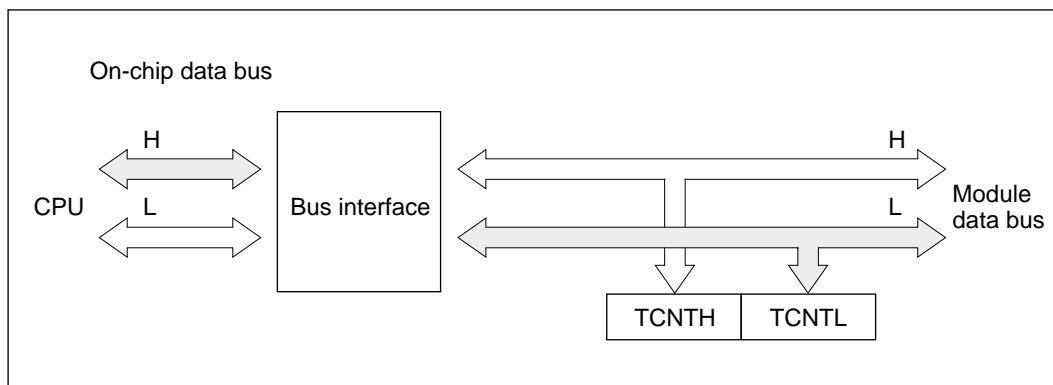 On-chip data bus
H
H
CPU
L
Bus interface
L
Module
data bus
TCNTH
TCNTL